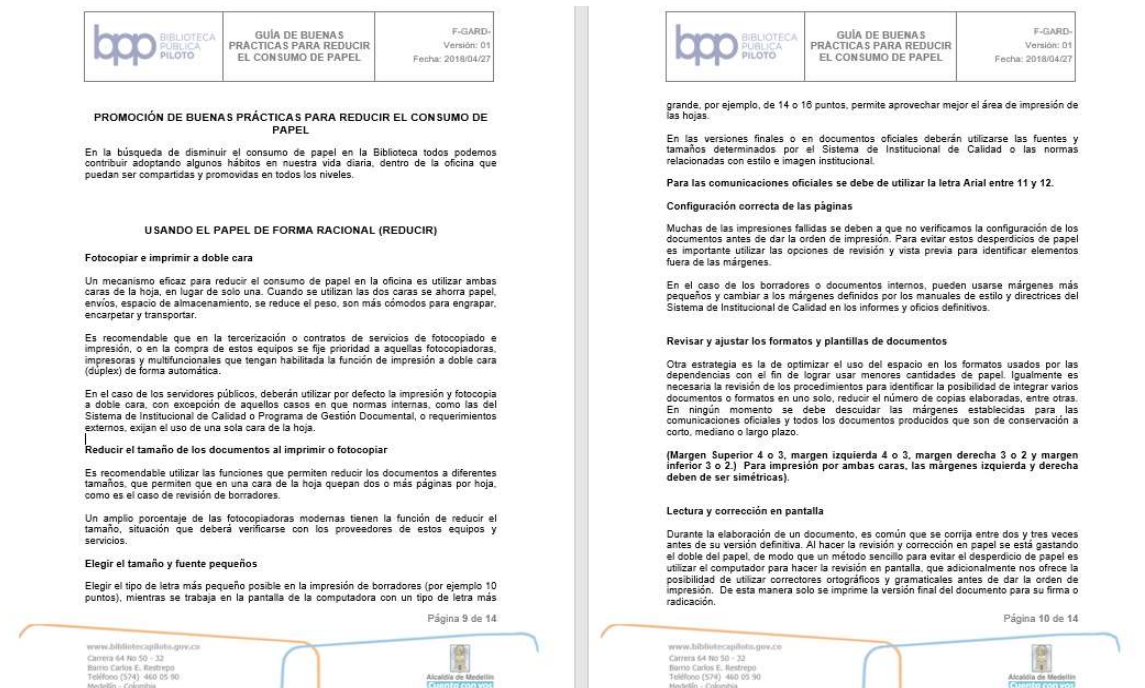 bpp BIBLIOTECA
PÚBLICA
PILOTO
GUÍA DE BUENAS
PRÁCTICAS PARA REDUCIR
EL CONSUMO DE PAPEL
F-GARD-
Versión: 01
Fecha: 2018/04/27
PROMOCIÓN DE BUENAS PRÁCTICAS PARA REDUCIR EL CONSUMO DE
PAPEL
En la búsqueda de disminuir el consumo de papel en la Biblioteca todos podemos
contribuir adoptando algunos hábitos en nuestra vida diaria, dentro de la oficina que
puedan ser compartidas y promovidas en todos los niveles.
USANDO EL PAPEL DE FORMA RACIONAL (REDUCIR)
Fotocopiar e imprimir a doble cara
Un mecanismo eficaz para reducir el consumo de papel en la oficina es utilizar ambas
caras de la hoja, en lugar de solo una. Cuando se utilizan las dos caras se ahorra papel,
envíos, espacio de almacenamiento, se reduce el peso, son más cómodos para engrapar,
encarpetar y transportar.
Es recomendable que en la tercerización o contratos de servicios de fotocopiado e
impresión, o en la compra de estos equipos se fije prioridad a aquellas fotocopiadoras,
impresoras y multifuncionales que tengan habilitada la función de impresión a doble cara
(dúplex) de forma automática.
En el caso de los servidores públicos, deberán utilizar por defecto la impresión y fotocopia
a doble cara, con excepción de aquellos casos en que normas internas, como las del
Sistema de Institucional de Calidad o Programa de Gestión Documental, o requerimientos
externos, exijan el uso de una sola cara de la hoja.
Reducir el tamaño de los documentos al imprimir o fotocopiar
Es recomendable utilizar las funciones que permiten reducir los documentos a diferentes
tamaños, que permiten que en una cara de la hoja quepan dos o más páginas por hoja,
como es el caso de revisión de borradores.
Un amplio porcentaje de las fotocopiadoras modernas tienen la función de reducir el
tamaño, situación que deberá verificarse con los proveedores de estos equipos y
servicios.
Elegir el tamaño y fuente pequeños
Elegir el tipo de letra más pequeño posible en la impresión de borradores (por ejemplo 10
puntos), mientras se trabaja en la pantalla de la computadora con un tipo de letra más
Página 9 de 14
www.bibliotecapiloto.gov.co
Carrera 64 No 50 - 32
Barrio Carlos E. Restrepo
Teléfono (574) 460 05 90
Medellín - Colombia
Alcaldía de Medellín
Cuenta con vos
bpp BIBLIOTECA
PÚBLICA
PILOTO
GUÍA DE BUENAS
PRÁCTICAS PARA REDUCIR
EL CONSUMO DE PAPEL
F-GARD-
Versión: 01
Fecha: 2018/04/27
grande, por ejemplo, de 14 o 16 puntos, permite aprovechar mejor el área de impresión de
las hojas.
En las versiones finales o en documentos oficiales deberán utilizarse las fuentes y
tamaños determinados por el Sistema de Institucional de Calidad o las normas
relacionadas con estilo e imagen institucional.
Para las comunicaciones oficiales se debe de utilizar la letra Arial entre 11 y 12.
Configuración correcta de las páginas
Muchas de las impresiones fallidas se deben a que no verificamos la configuración de los
documentos antes de dar la orden de impresión. Para evitar estos desperdicios de papel
es importante utilizar las opciones de revisión y vista previa para identificar elementos
fuera de las márgenes.
En el caso de los borradores o documentos internos, pueden usarse márgenes más
pequeños y cambiar a los márgenes definidos por los manuales de estilo y directrices del
Sistema de Institucional de Calidad en los informes y oficios definitivos.
Revisar y ajustar los formatos y plantillas de documentos
Otra estrategia es la de optimizar el uso del espacio en los formatos usados por las
dependencias con el fin de lograr usar menores cantidades de papel. Igualmente es
necesaria la revisión de los procedimientos para identificar la posibilidad de integrar varios
documentos o formatos en uno solo, reducir el número de copias elaboradas, entre otras.
En ningún momento se debe descuidar las márgenes establecidas para las
comunicaciones oficiales y todos los documentos producidos que son de conservación a
corto, mediano o largo plazo.
(Margen Superior 4 o 3, margen izquierda 4 o 3, margen derecha 3 o 2 y margen
inferior 3 o 2.) Para impresión por ambas caras, las márgenes izquierda y derecha
deben de ser simétricas).
Lectura y corrección en pantalla
Durante la elaboración de un documento, es común que se corrija entre dos y tres veces
antes de su versión definitiva. Al hacer la revisión y corrección en papel se está gastando
el doble del papel, de modo que un método sencillo para evitar el desperdicio de papel es
utilizar el computador para hacer la revisión en pantalla, que adicionalmente nos ofrece la
posibilidad de utilizar correctores ortográficos y gramaticales antes de dar la orden de
impresión. De esta manera solo se imprime la versión final del documento para su firma o
radicación.
Página 10 de 14
www.bibliotecapiloto.gov.co
Carrera 64 No 50 - 32
Barrio Carlos E. Restrepo
Teléfono (574) 460 05 90
Medellín - Colombia
Alcaldía de Medellín
Cuenta con vos